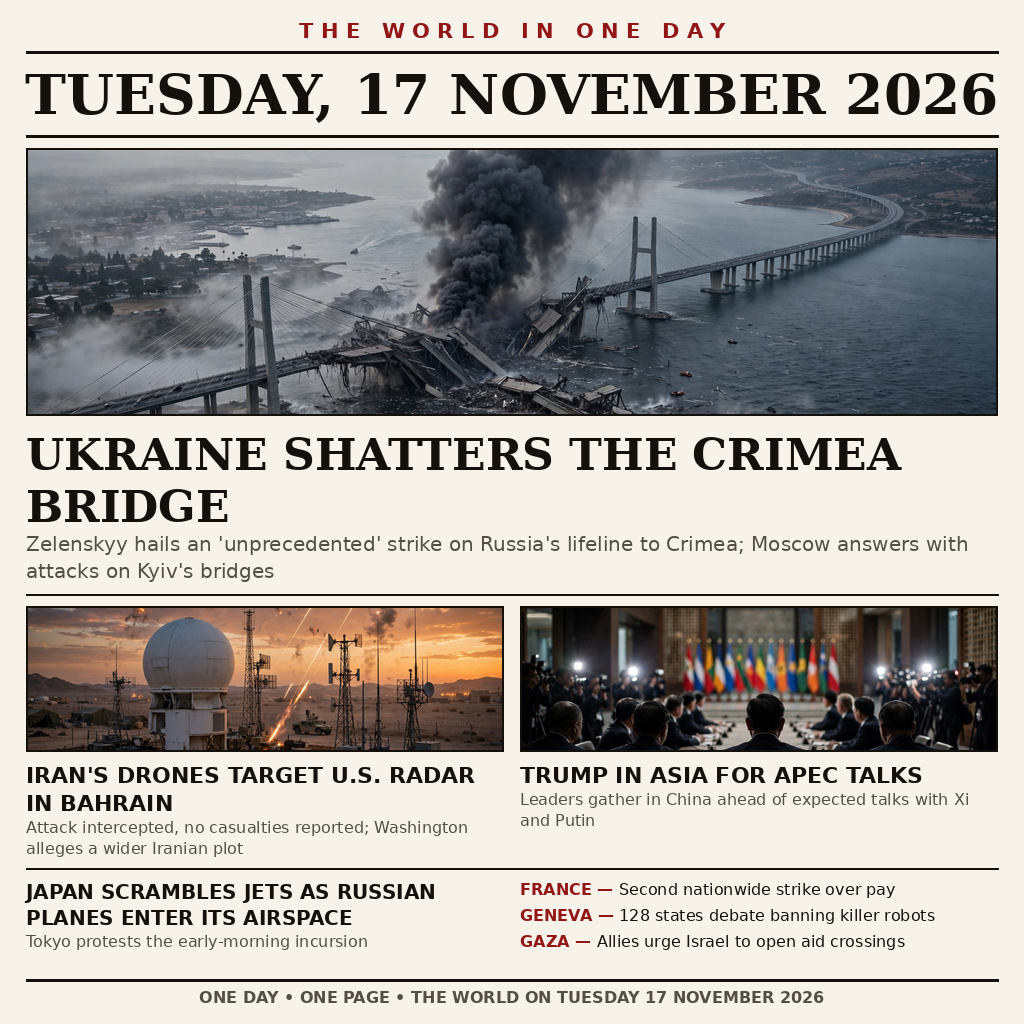 THE WORLD IN ONE DAY
TUESDAY, 17 NOVEMBER 2026
UKRAINE SHATTERS THE CRIMEA
BRIDGE
Zelenskyy hails an 'unprecedented' strike on Russia's lifeline to Crimea; Moscow answers with
attacks on Kyiv's bridges
IRAN'S DRONES TARGET U.S. RADAR
IN BAHRAIN
Attack intercepted, no casualties reported; Washington
alleges a wider Iranian plot
TRUMP IN ASIA FOR APEC TALKS
Leaders gather in China ahead of expected talks with Xi
and Putin
JAPAN SCRAMBLES JETS AS RUSSIAN
PLANES ENTER ITS AIRSPACE
Tokyo protests the early-morning incursion
FRANCE — Second nationwide strike over pay
GENEVA — 128 states debate banning killer robots
GAZA — Allies urge Israel to open aid crossings
ONE DAY • ONE PAGE • THE WORLD ON TUESDAY 17 NOVEMBER 2026